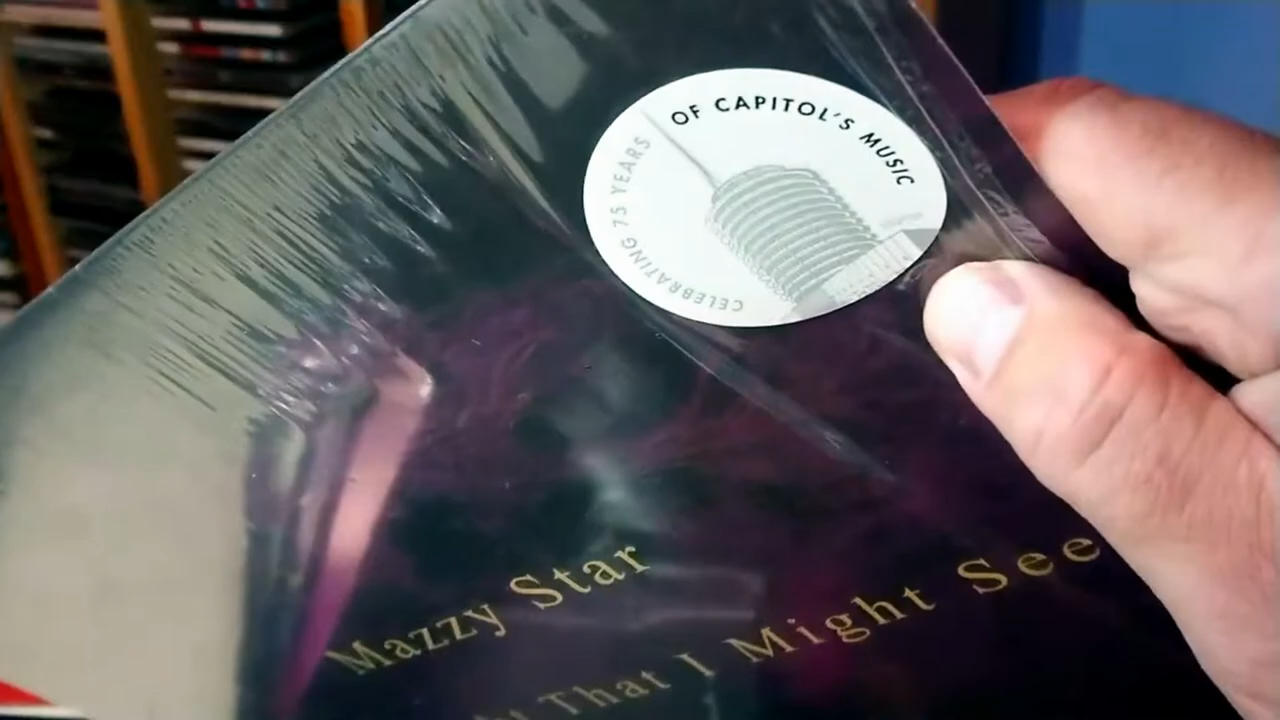 CELEBRATING 75 YEARS
OF CAPITOL'S MUSIC
Mazzy Star
That I Might See